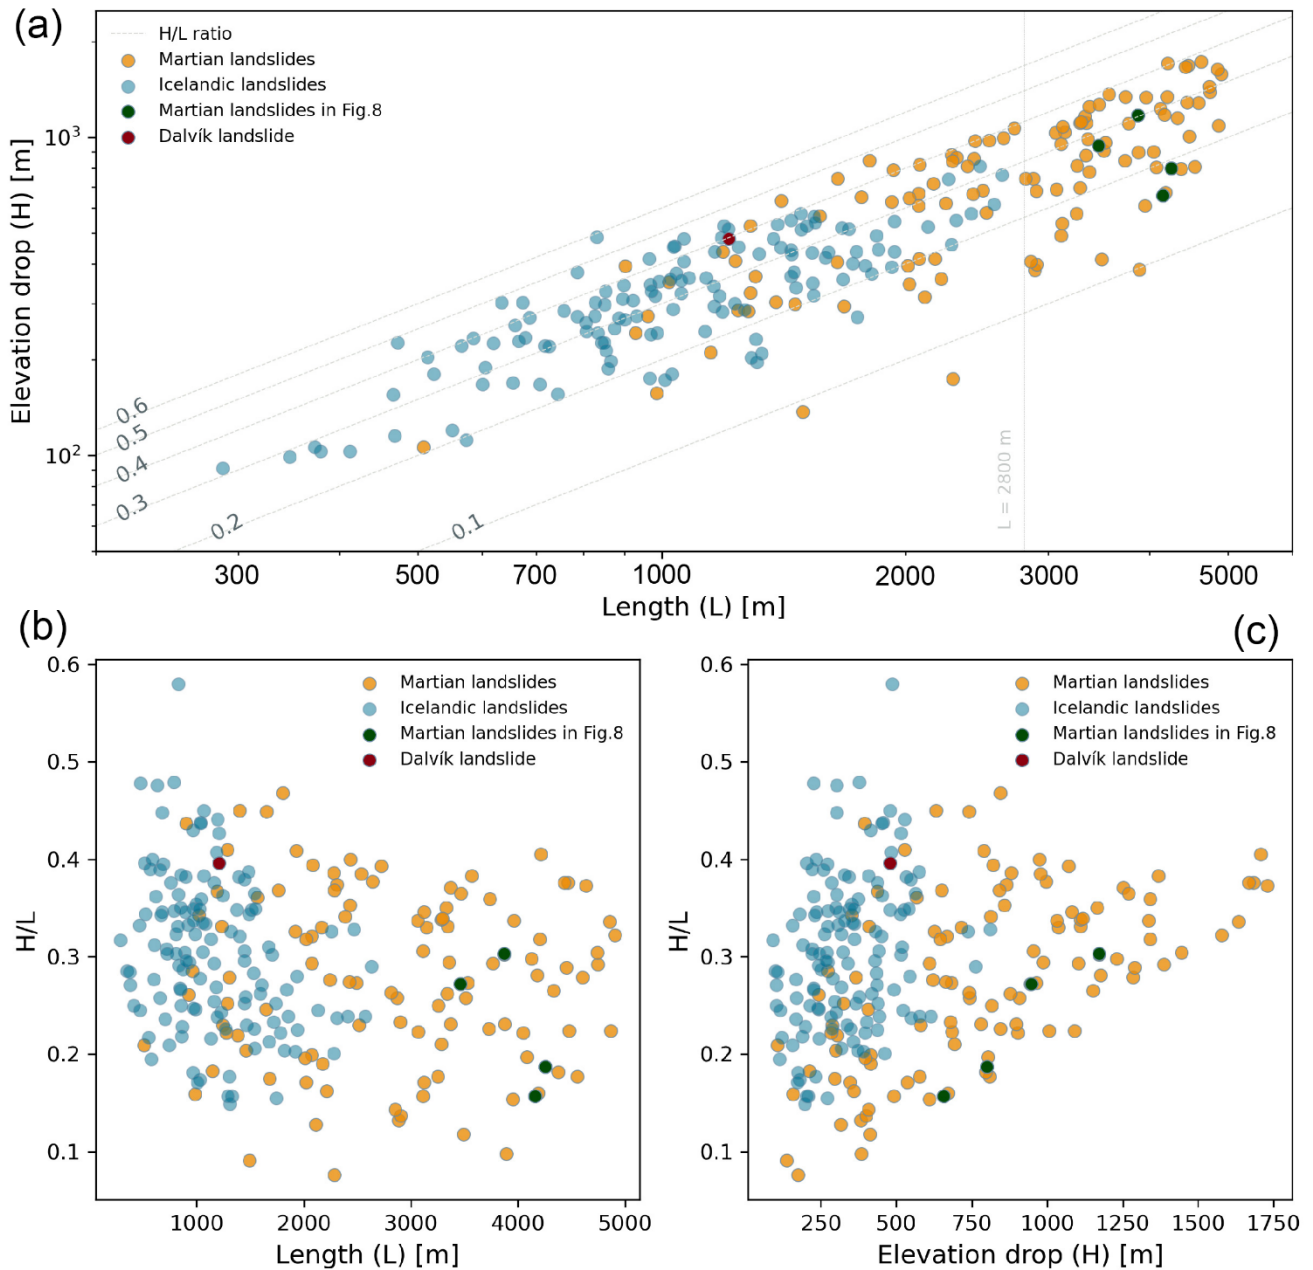 (a)
H/L ratio
Martian landslides
Icelandic landslides
Martian landslides in Fig.8
Dalvík landslide
Elevation drop (H) [m]
10³
10²
0.6
0.5
0.4
0.3
0.2
0.1
L = 2800 m
300 500 700 1000 2000 3000 5000
Length (L) [m]
(b)
H/L
0.6
0.5
0.4
0.3
0.2
0.1
Martian landslides
Icelandic landslides
Martian landslides in Fig.8
Dalvík landslide
1000 2000 3000 4000 5000
Length (L) [m]
(c)
H/L
0.6
0.5
0.4
0.3
0.2
0.1
Martian landslides
Icelandic landslides
Martian landslides in Fig.8
Dalvík landslide
250 500 750 1000 1250 1500 1750
Elevation drop (H) [m]